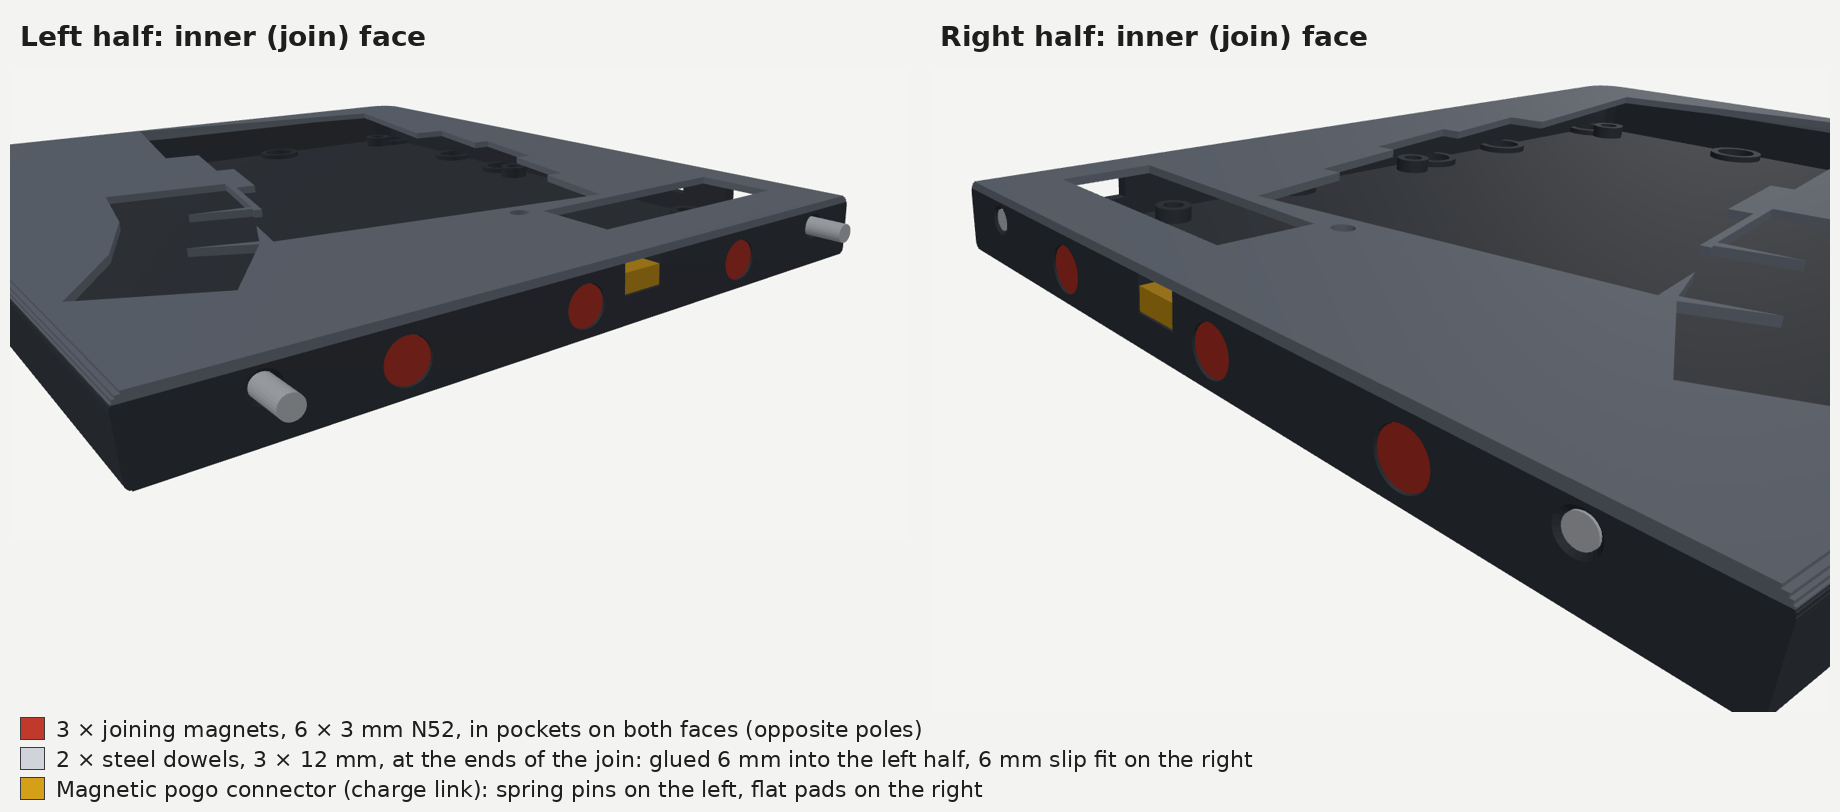 Left half: inner (join) face
Right half: inner (join) face
3 × joining magnets, 6 × 3 mm N52, in pockets on both faces (opposite poles)
2 × steel dowels, 3 × 12 mm, at the ends of the join: glued 6 mm into the left half, 6 mm slip fit on the right
Magnetic pogo connector (charge link): spring pins on the left, flat pads on the right